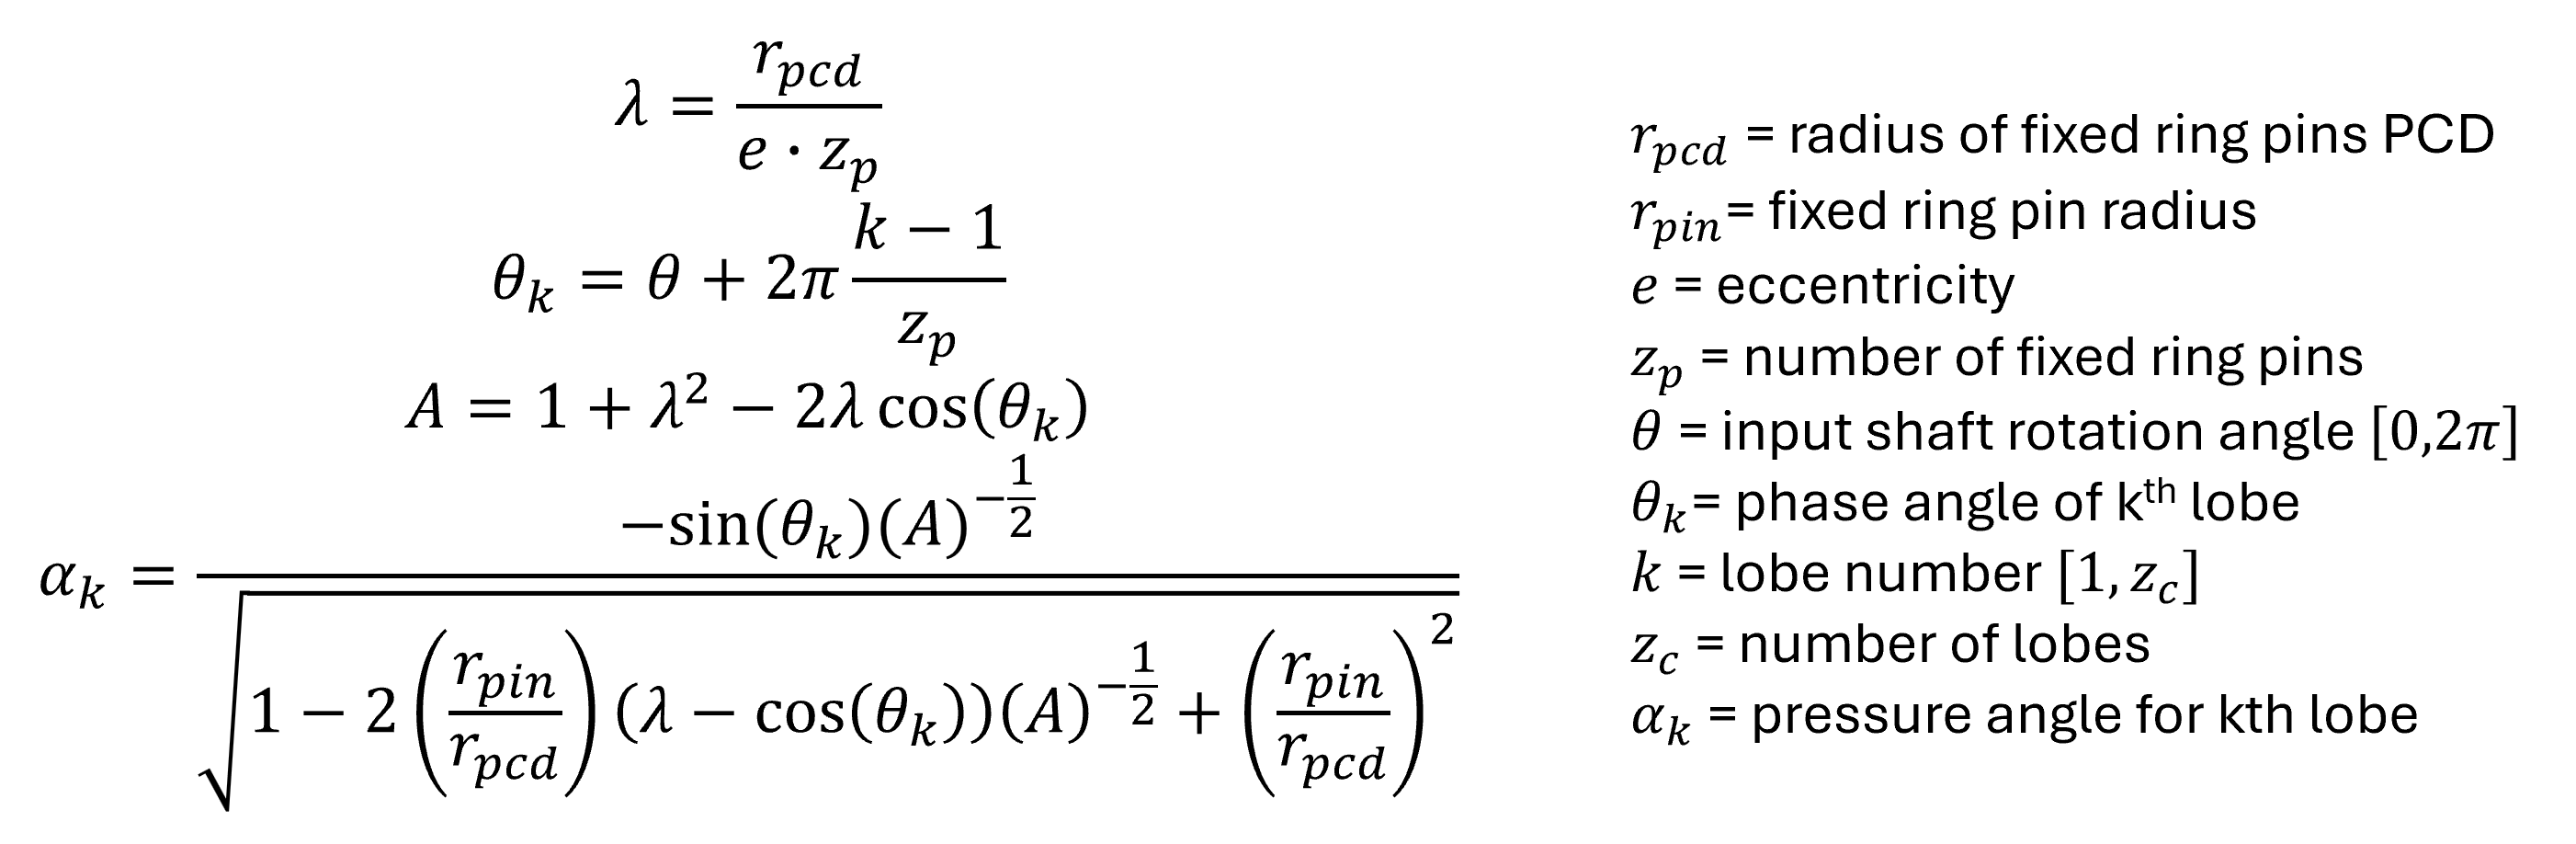 λ = r_pcd / (e · z_p)
θ_k = θ + 2π (k − 1) / z_p
A = 1 + λ² − 2λ cos(θ_k)
α_k = −sin(θ_k)(A)^(−1/2) / √(1 − 2 (r_pin / r_pcd) (λ − cos(θ_k))(A)^(−1/2) + (r_pin / r_pcd)²)
r_pcd = radius of fixed ring pins PCD
r_pin = fixed ring pin radius
e = eccentricity
z_p = number of fixed ring pins
θ = input shaft rotation angle [0,2π]
θ_k = phase angle of kᵗʰ lobe
k = lobe number [1, z_c]
z_c = number of lobes
α_k = pressure angle for kth lobe